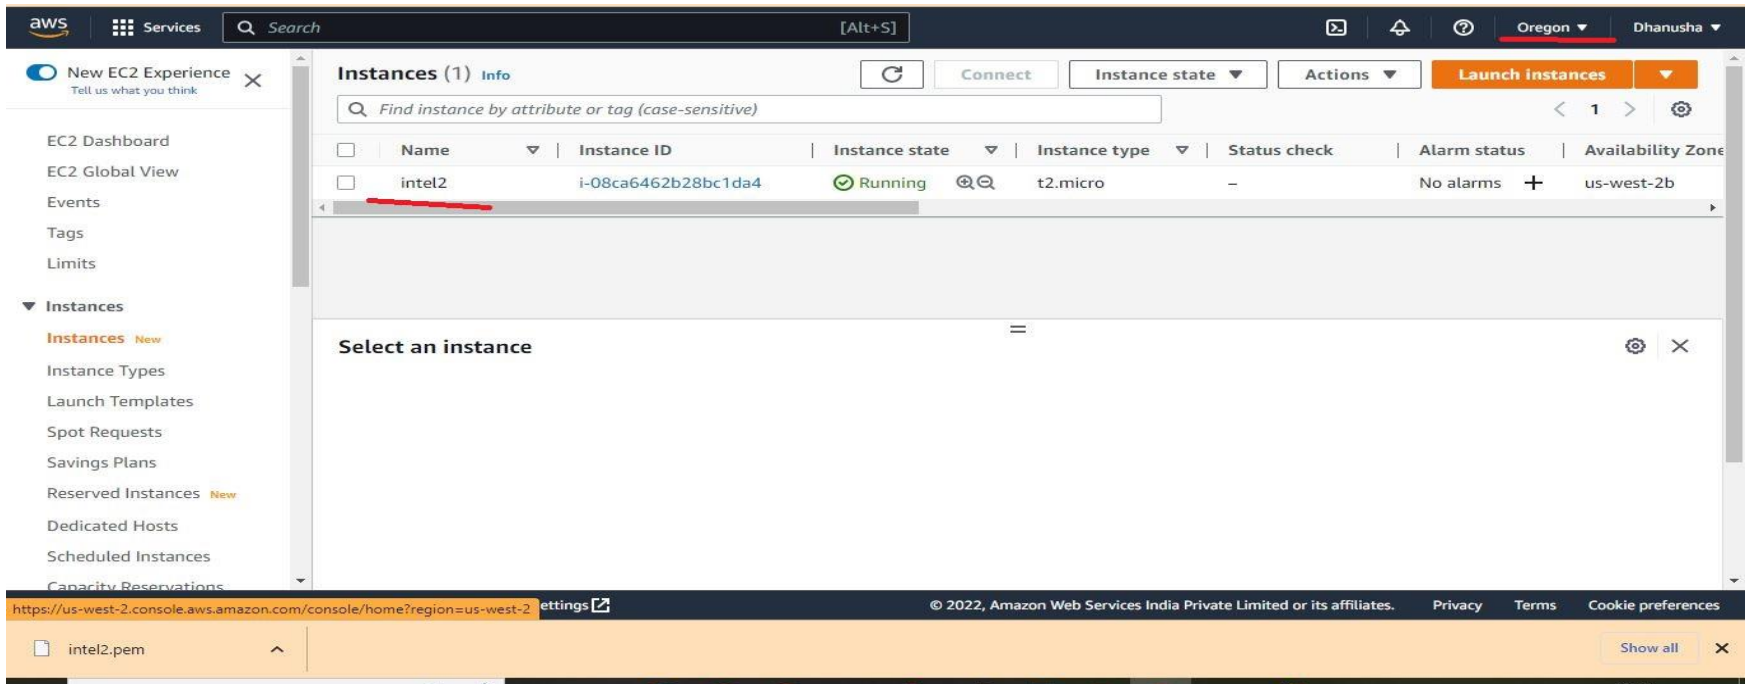 aws Services Search [Alt+S] Oregon ▼ Dhanusha ▼
New EC2 Experience
Tell us what you think
EC2 Dashboard
EC2 Global View
Events
Tags
Limits
▼ Instances
Instances New
Instance Types
Launch Templates
Spot Requests
Savings Plans
Reserved Instances New
Dedicated Hosts
Scheduled Instances
Capacity Reservations
Instances (1) Info Connect Instance state ▼ Actions ▼ Launch instances ▼
Find instance by attribute or tag (case-sensitive) < 1 >
Name Instance ID Instance state Instance type Status check Alarm status Availability Zone
intel2 i-08ca6462b28bc1da4 Running t2.micro – No alarms + us-west-2b
Select an instance
https://us-west-2.console.aws.amazon.com/console/home?region=us-west-2 ettings © 2022, Amazon Web Services India Private Limited or its affiliates. Privacy Terms Cookie preferences
intel2.pem Show all